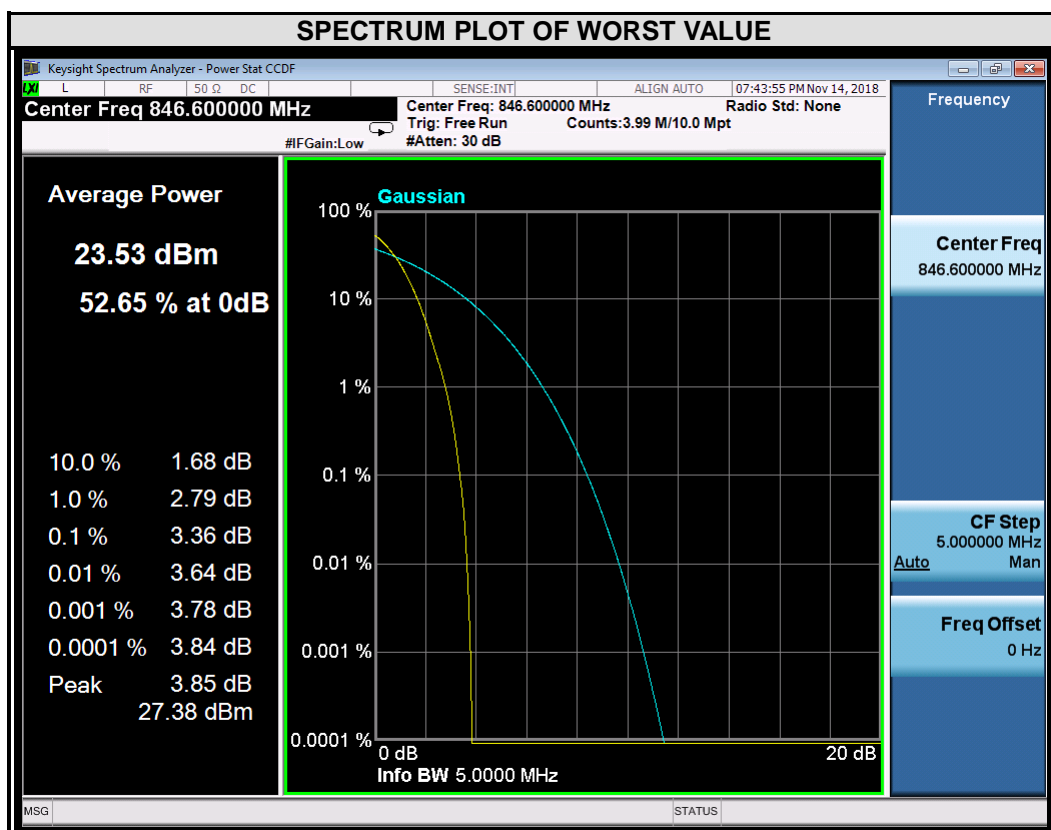 SPECTRUM PLOT OF WORST VALUE
Keysight Spectrum Analyzer - Power Stat CCDF
LXI L RF 50 Ω DC SENSE:INT ALIGN AUTO 07:43:55 PM Nov 14, 2018
Center Freq 846.600000 MHz
Center Freq: 846.600000 MHz Radio Std: None
Trig: Free Run Counts:3.99 M/10.0 Mpt
#IFGain:Low #Atten: 30 dB
Average Power
23.53 dBm
52.65 % at 0dB
10.0 % 1.68 dB
1.0 % 2.79 dB
0.1 % 3.36 dB
0.01 % 3.64 dB
0.001 % 3.78 dB
0.0001 % 3.84 dB
Peak 3.85 dB
27.38 dBm
Gaussian
100 %
10 %
1 %
0.1 %
0.01 %
0.001 %
0.0001 %
0 dB 20 dB
Info BW 5.0000 MHz
Frequency
Center Freq
846.600000 MHz
CF Step
5.000000 MHz
Auto Man
Freq Offset
0 Hz
MSG STATUS